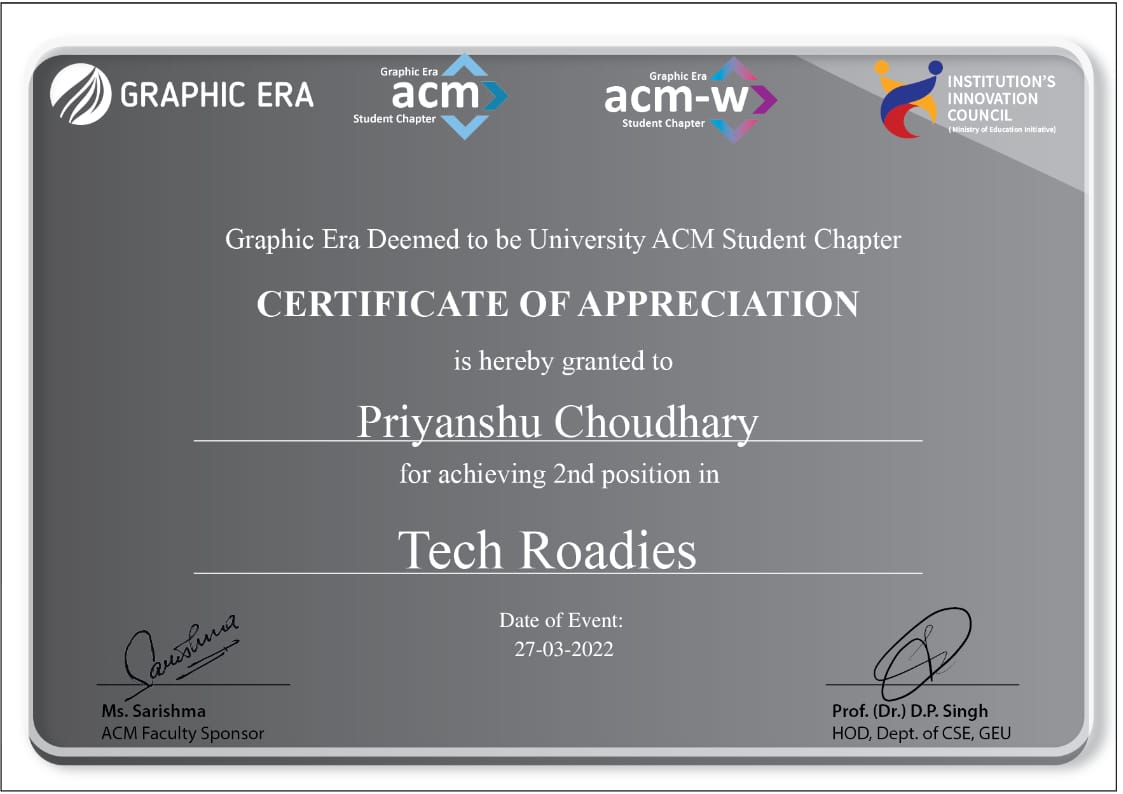 GRAPHIC ERA
Graphic Era
acm
Student Chapter
Graphic Era
acm-w
Student Chapter
INSTITUTION'S
INNOVATION
COUNCIL
(Ministry of Education Initiative)
Graphic Era Deemed to be University ACM Student Chapter
CERTIFICATE OF APPRECIATION
is hereby granted to
Priyanshu Choudhary
for achieving 2nd position in
Tech Roadies
Date of Event:
27-03-2022
Sarishma
Ms. Sarishma
ACM Faculty Sponsor
Prof. (Dr.) D.P. Singh
HOD, Dept. of CSE, GEU